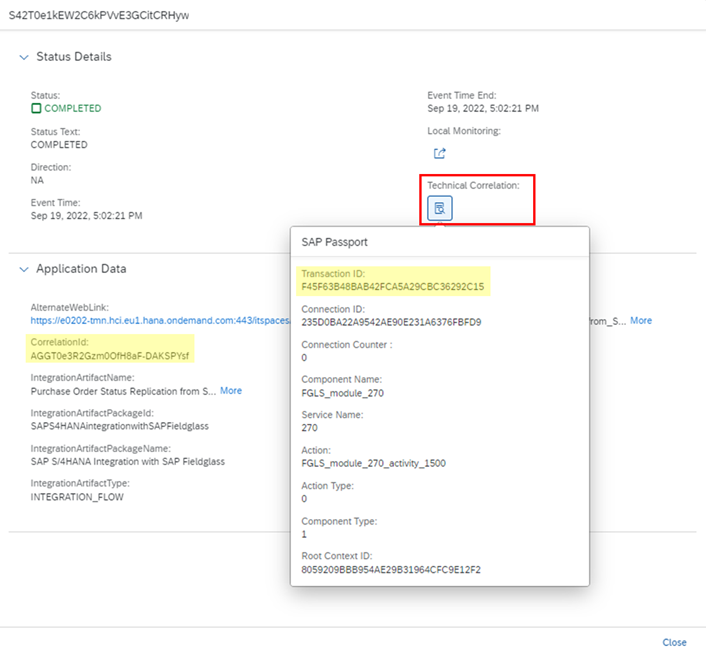 S42T0e1kEW2C6kPVvE3GCitCRHyw
Status Details
Status:
COMPLETED
Status Text:
COMPLETED
Direction:
NA
Event Time:
Sep 19, 2022, 5:02:21 PM
Event Time End:
Sep 19, 2022, 5:02:21 PM
Local Monitoring:
Technical Correlation:
Application Data
AlternateWebLink:
https://e0202-tmn.hci.eu1.hana.ondemand.com:443/itspaces/
from_S... More
CorrelationId:
AGGT0e3R2Gzm0OfH8aF-DAKSPYsf
IntegrationArtifactName:
Purchase Order Status Replication from S... More
IntegrationArtifactPackageId:
SAPS4HANAintegrationwithSAPFieldglass
IntegrationArtifactPackageName:
SAP S/4HANA Integration with SAP Fieldglass
IntegrationArtifactType:
INTEGRATION_FLOW
SAP Passport
Transaction ID:
F45F63B48BAB42FCA5A29CBC36292C15
Connection ID:
235D0BA22A9542AE90E231A6376FBFD9
Connection Counter :
0
Component Name:
FGLS_module_270
Service Name:
270
Action:
FGLS_module_270_activity_1500
Action Type:
0
Component Type:
1
Root Context ID:
8059209BBB954AE29B31964CFC9E12F2
Close